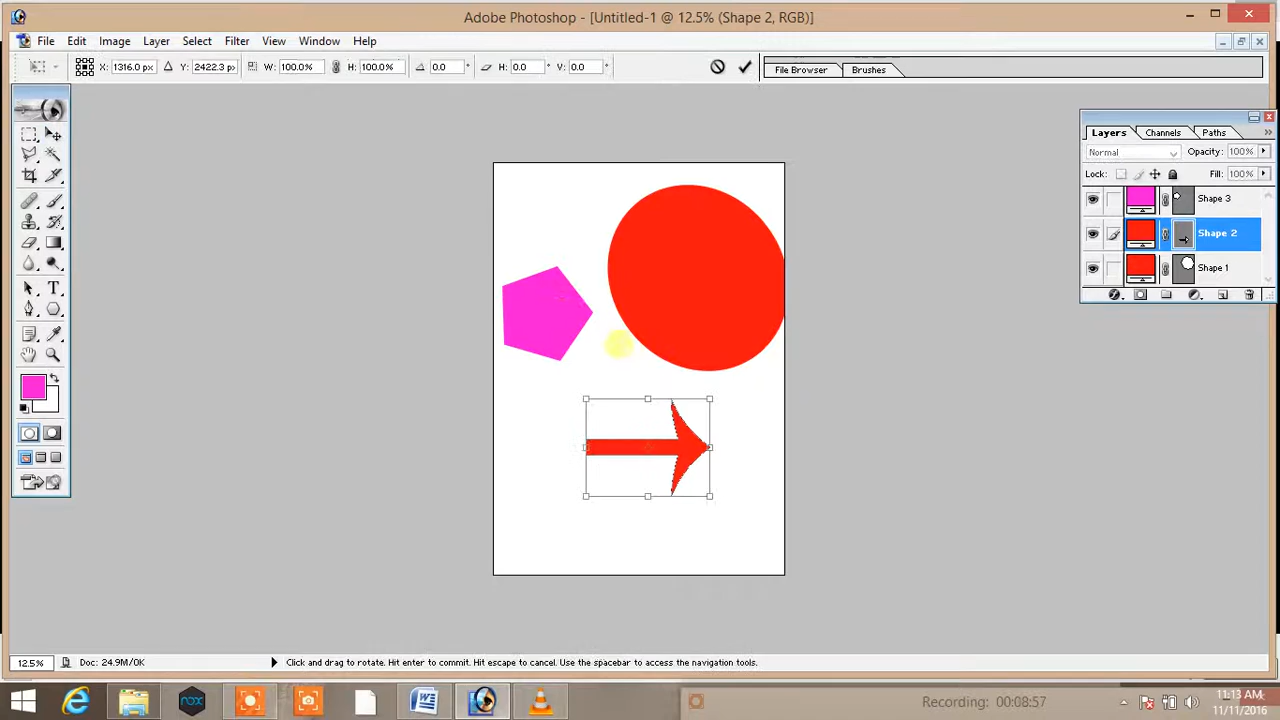 Adobe Photoshop - [Untitled-1 @ 12.5% (Shape 2, RGB)]
File Edit Image Layer Select Filter View Window Help
X: 1316.0 px Y: 2422.3 px W: 100.0% H: 100.0% 0.0 ° H: 0.0 ° V: 0.0 °
File Browser Brushes
Layers Channels Paths
Normal Opacity: 100%
Lock: Fill: 100%
Shape 3
Shape 2
Shape 1
T
12.5% Doc: 24.9M/0K Click and drag to rotate. Hit enter to commit. Hit escape to cancel. Use the spacebar to access the navigation tools.
nox
Recording: 00:08:57
11:13 AM
11/11/2016